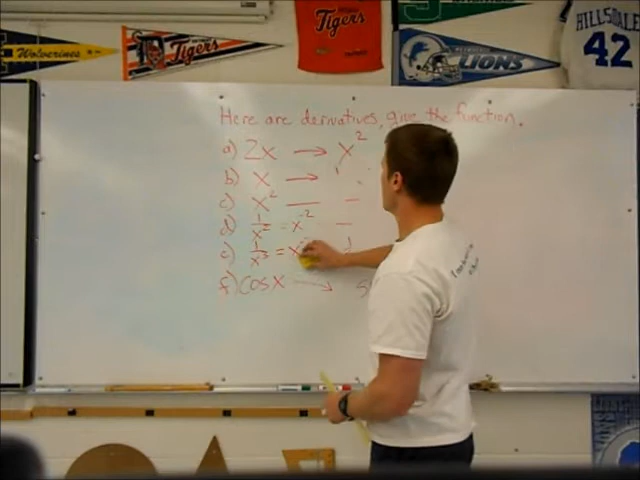 Wolverines
Tigers
Tigers
LIONS
HILLSDALE
42
Here are derivatives, give the function.
a) 2x → x²
b) x →
c) x² —
d) 1/x² = x⁻² —
e) 1/x³ = x
f) cos x →